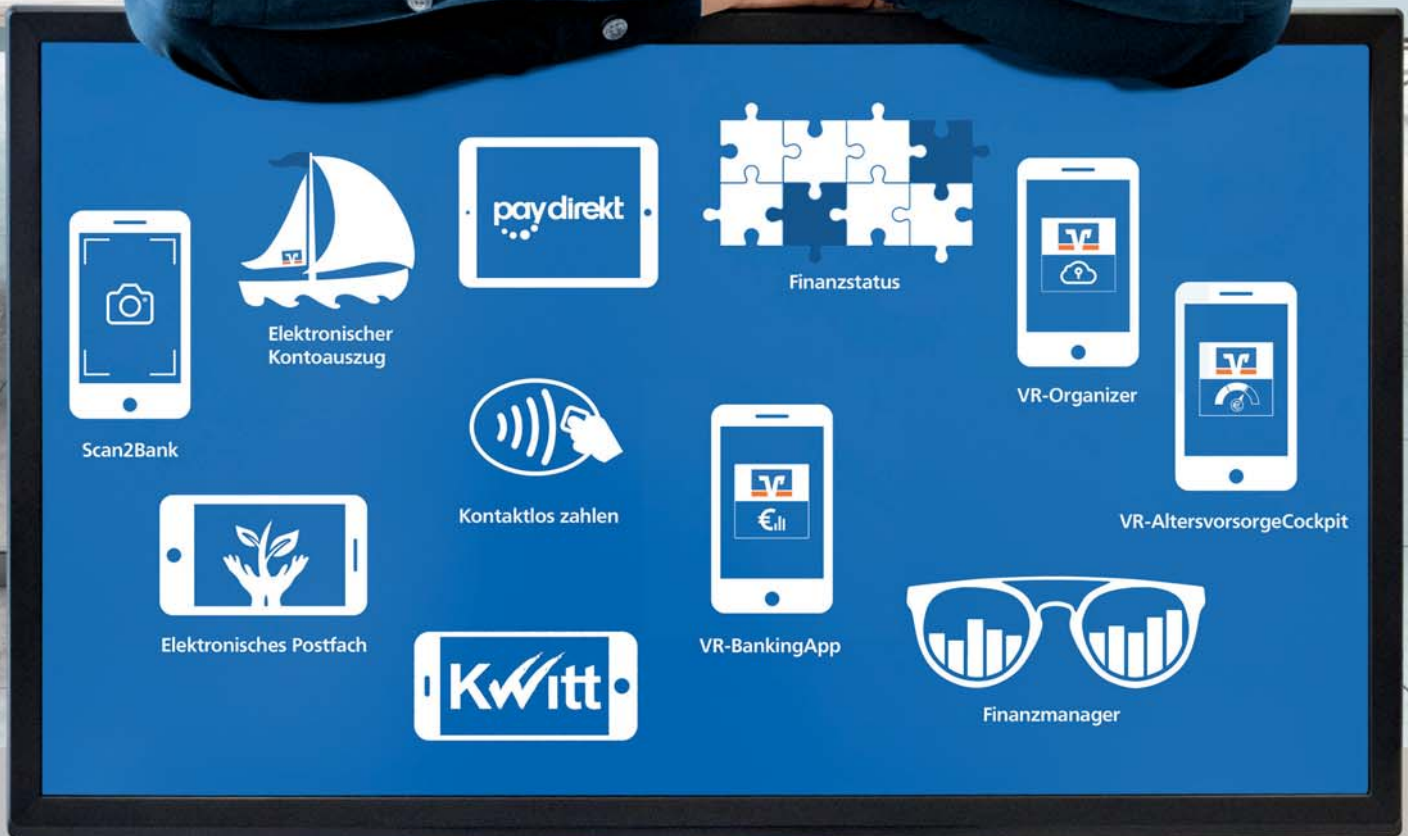 paydirekt
Finanzstatus
Elektronischer
Kontoauszug
VR-Organizer
Scan2Bank
Kontaktlos zahlen
VR-AltersvorsorgeCockpit
Elektronisches Postfach
VR-BankingApp
Kwitt
Finanzmanager